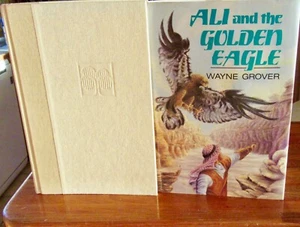 ALI and the
GOLDEN
EAGLE
WAYNE GROVER